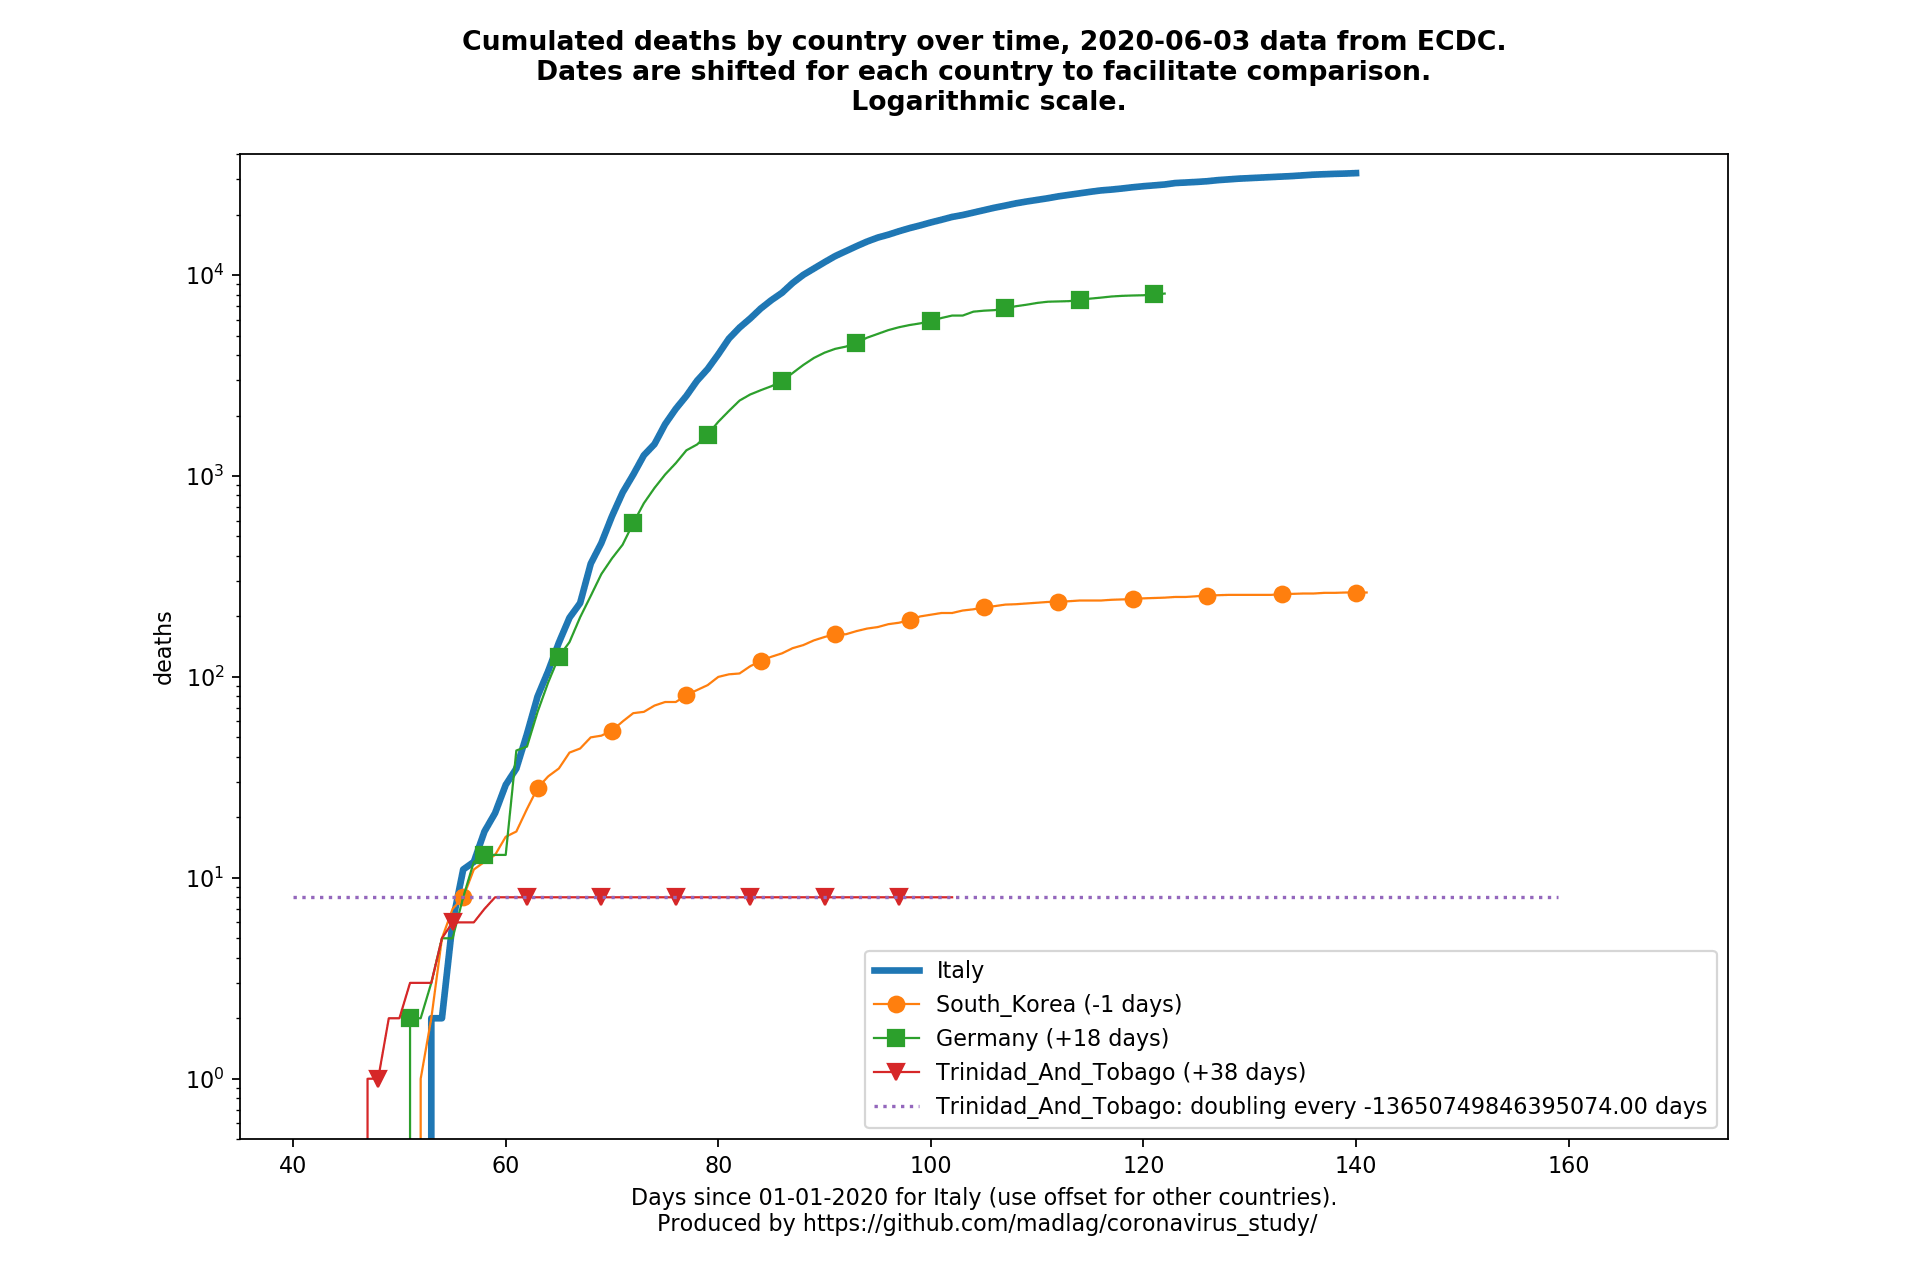 Cumulated deaths by country over time, 2020-06-03 data from ECDC.
Dates are shifted for each country to facilitate comparison.
Logarithmic scale.
deaths
10⁴
10³
10²
10¹
10⁰
Italy
South_Korea (-1 days)
Germany (+18 days)
Trinidad_And_Tobago (+38 days)
Trinidad_And_Tobago: doubling every -13650749846395074.00 days
40 60 80 100 120 140 160
Days since 01-01-2020 for Italy (use offset for other countries).
Produced by https://github.com/madlag/coronavirus_study/